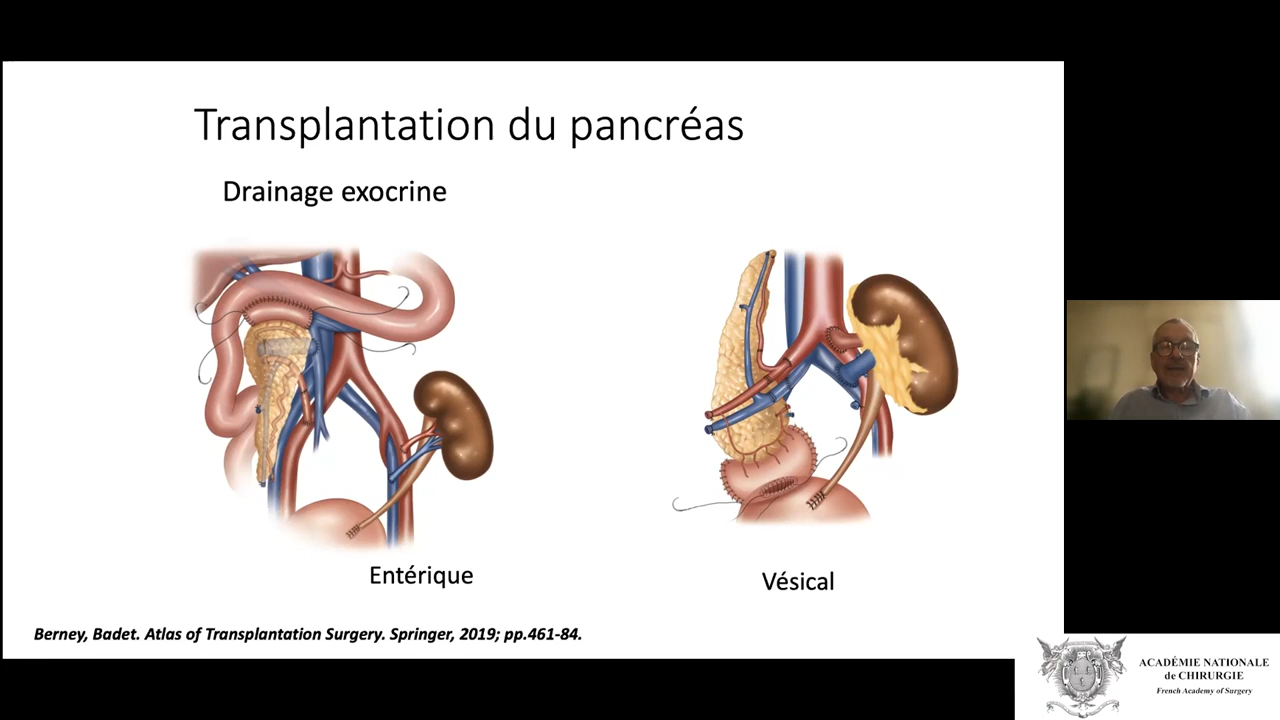 Transplantation du pancréas
Drainage exocrine
Entérique
Vésical
Berney, Badet. Atlas of Transplantation Surgery. Springer, 2019; pp.461-84.
ACADÉMIE NATIONALE
de CHIRURGIE
French Academy of Surgery